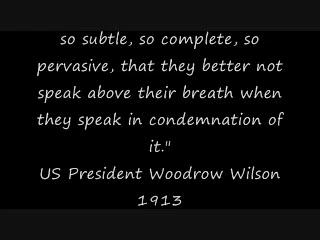 so subtle, so complete, so
pervasive, that they better not
speak above their breath when
they speak in condemnation of
it."
US President Woodrow Wilson
1913